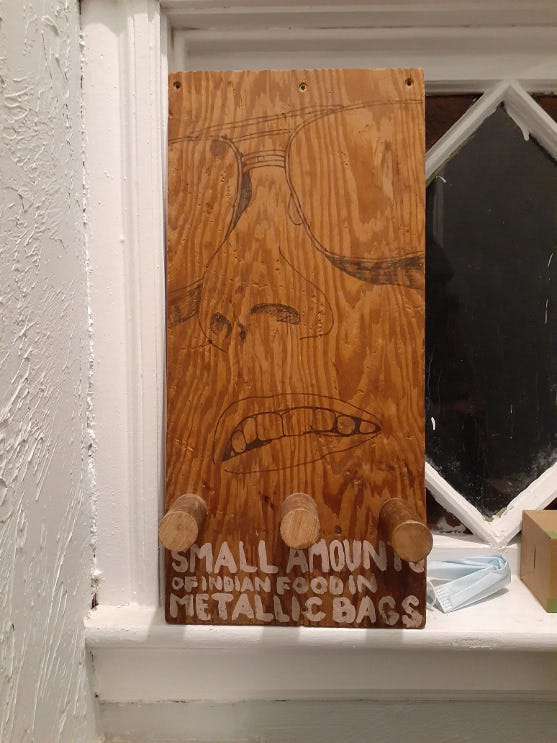 SMALL AMOUNTS
OF INDIAN FOOD IN
METALLIC BAGS